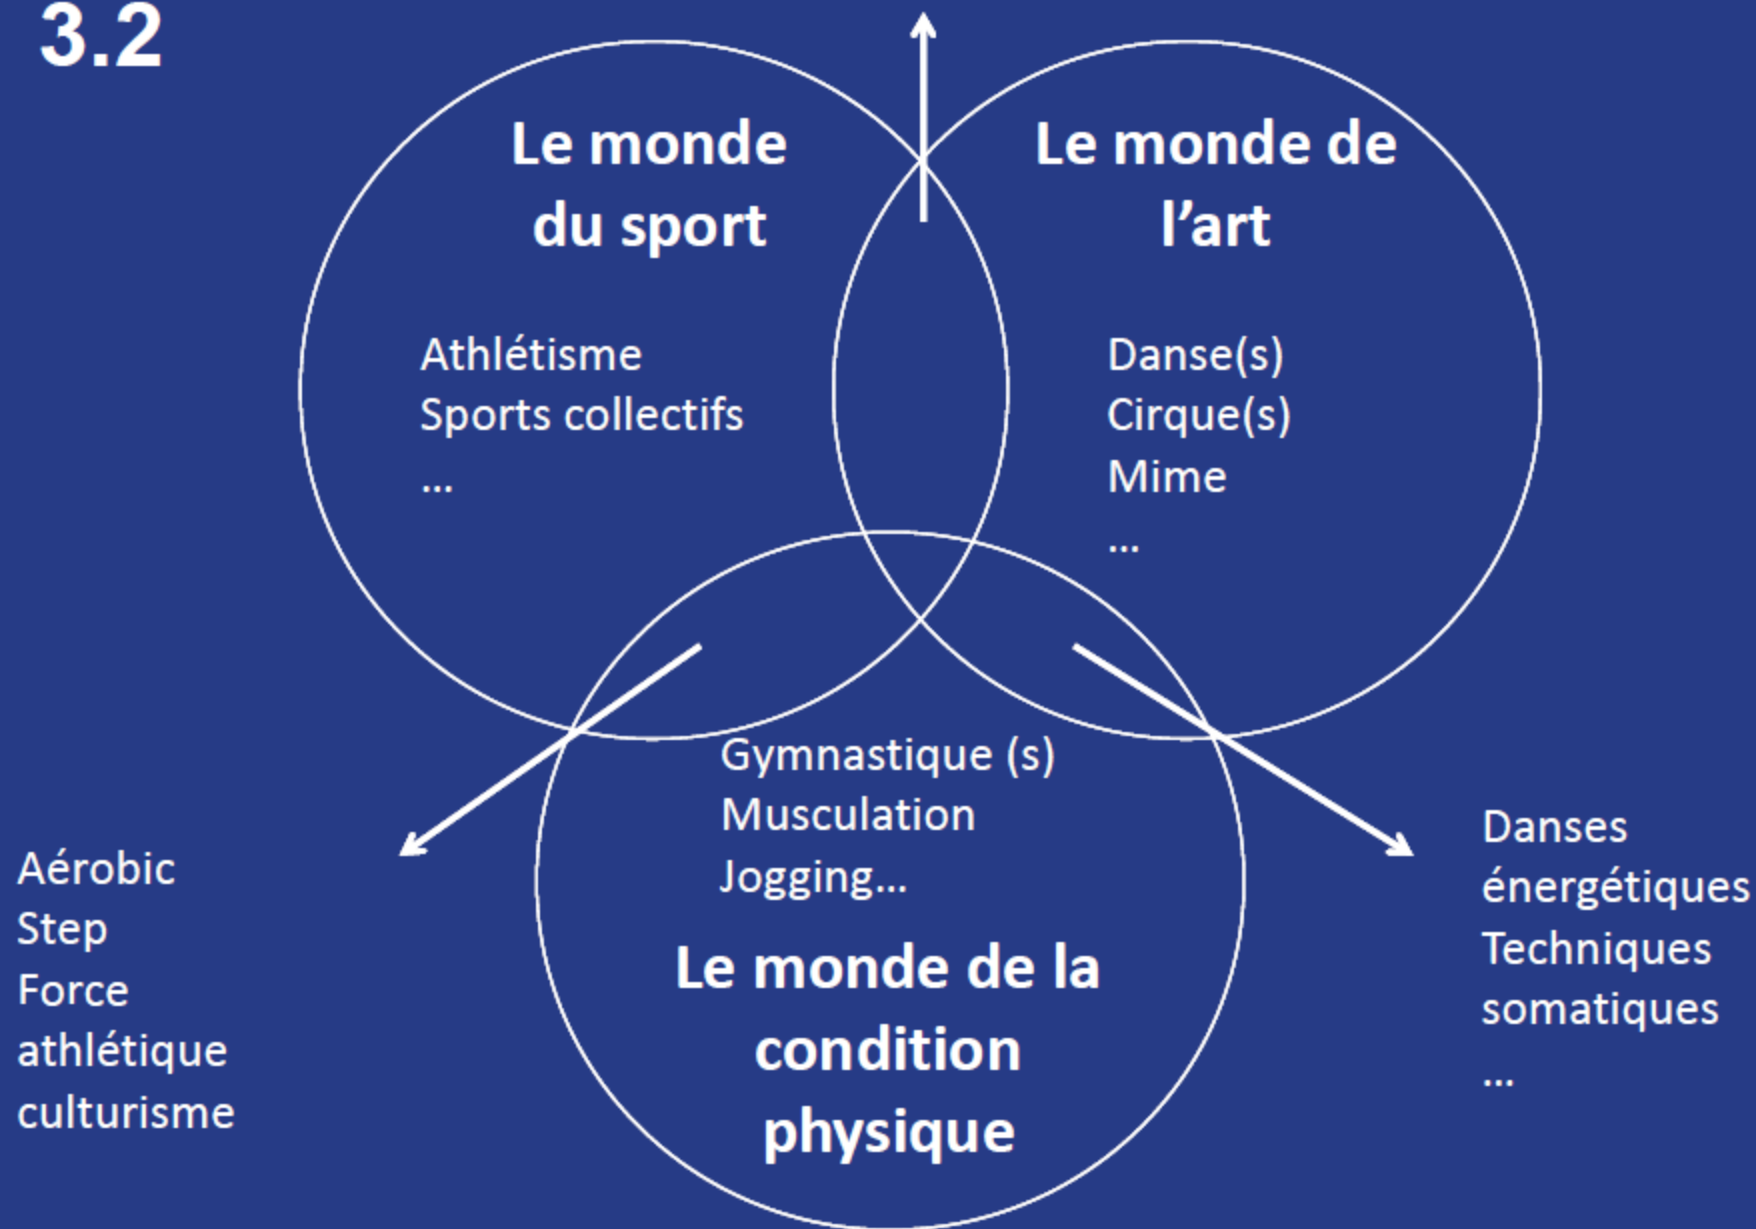 3.2
Le monde
du sport
Le monde de
l’art
Athlétisme
Sports collectifs
...
Danse(s)
Cirque(s)
Mime
...
Gymnastique (s)
Musculation
Jogging...
Le monde de la
condition
physique
Aérobic
Step
Force
athlétique
culturisme
Danses
énergétiques
Techniques
somatiques
...